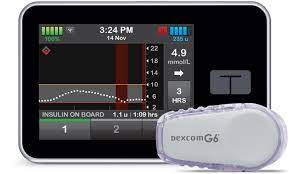 3:24 PM
14 Nov
100%
235 u
22
4.9
mmol/L
18
14
10
6
2
3
HRS
INSULIN ON BOARD
1.1 u | 1:09 hrs
1
2
T
Dexcom G6